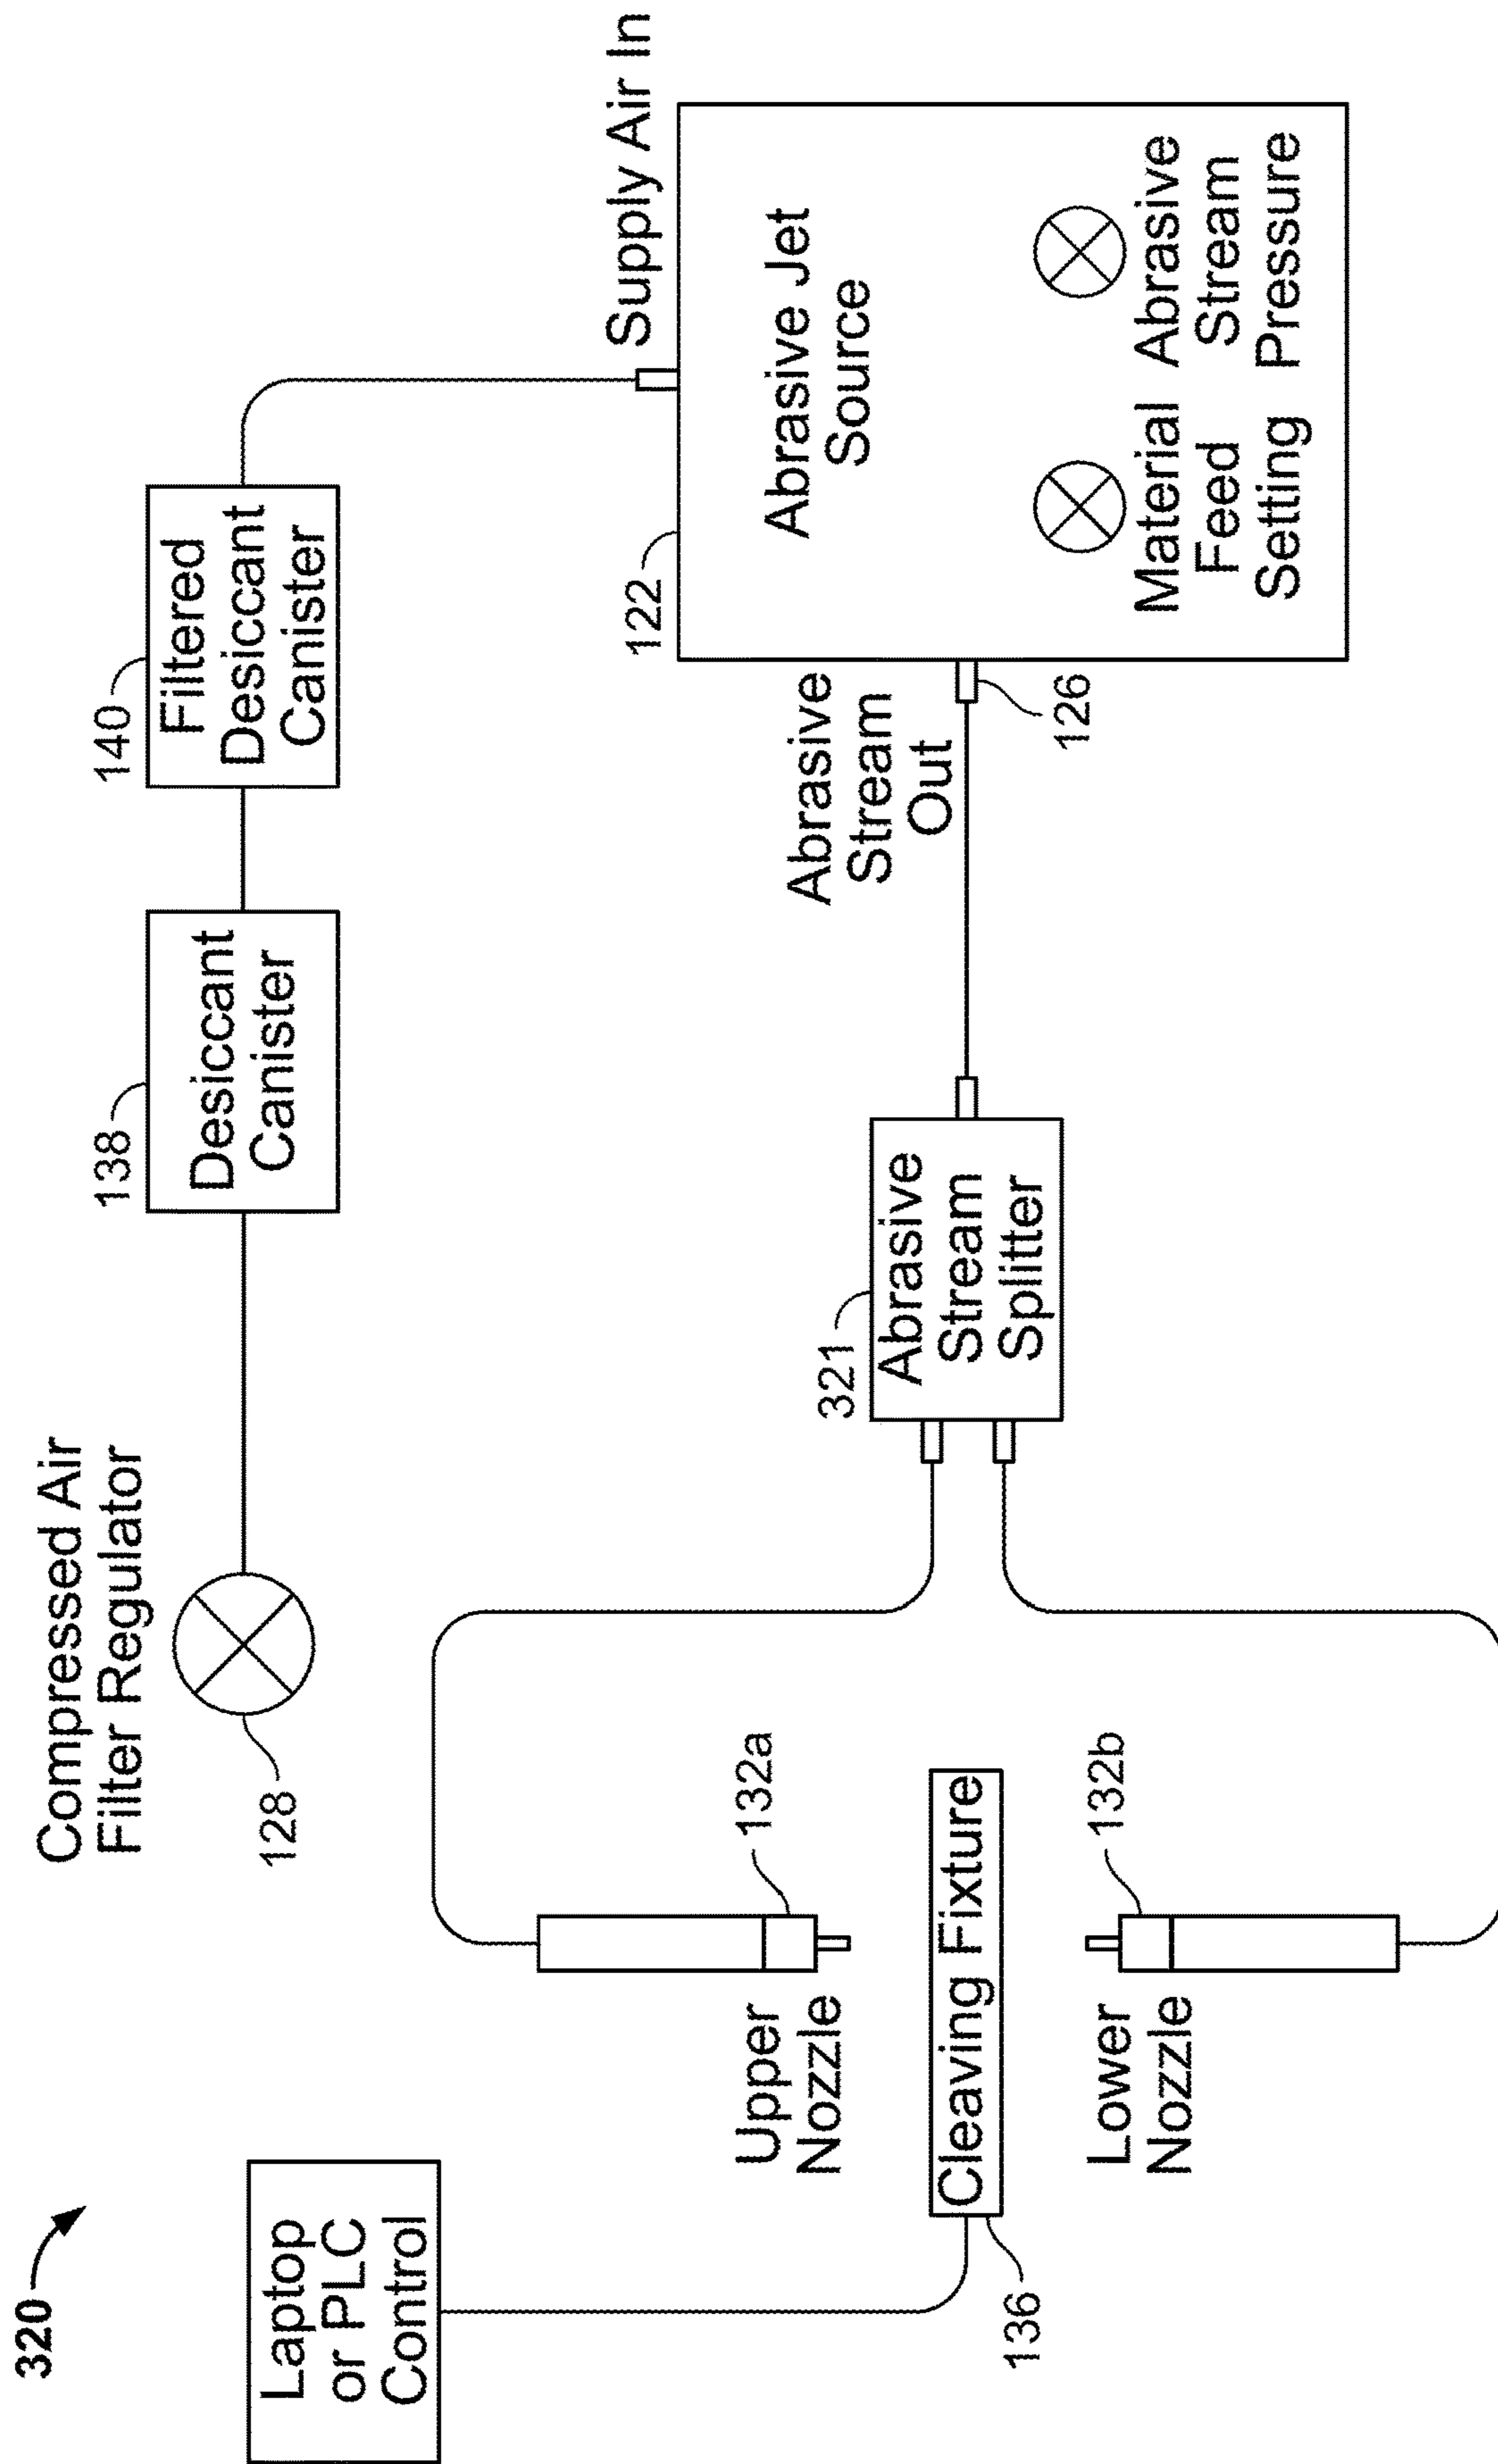 320
Laptop
or PLC
Control
Compressed Air
Filter Regulator
128
138
Desiccant
Canister
140
Filtered
Desiccant
Canister
Supply Air In
Upper
Nozzle
132a
Cleaving Fixture
136
Lower
Nozzle
132b
321
Abrasive
Stream
Splitter
Abrasive
Stream
Out
126
122
Abrasive Jet
Source
Material
Feed
Setting
Abrasive
Stream
Pressure